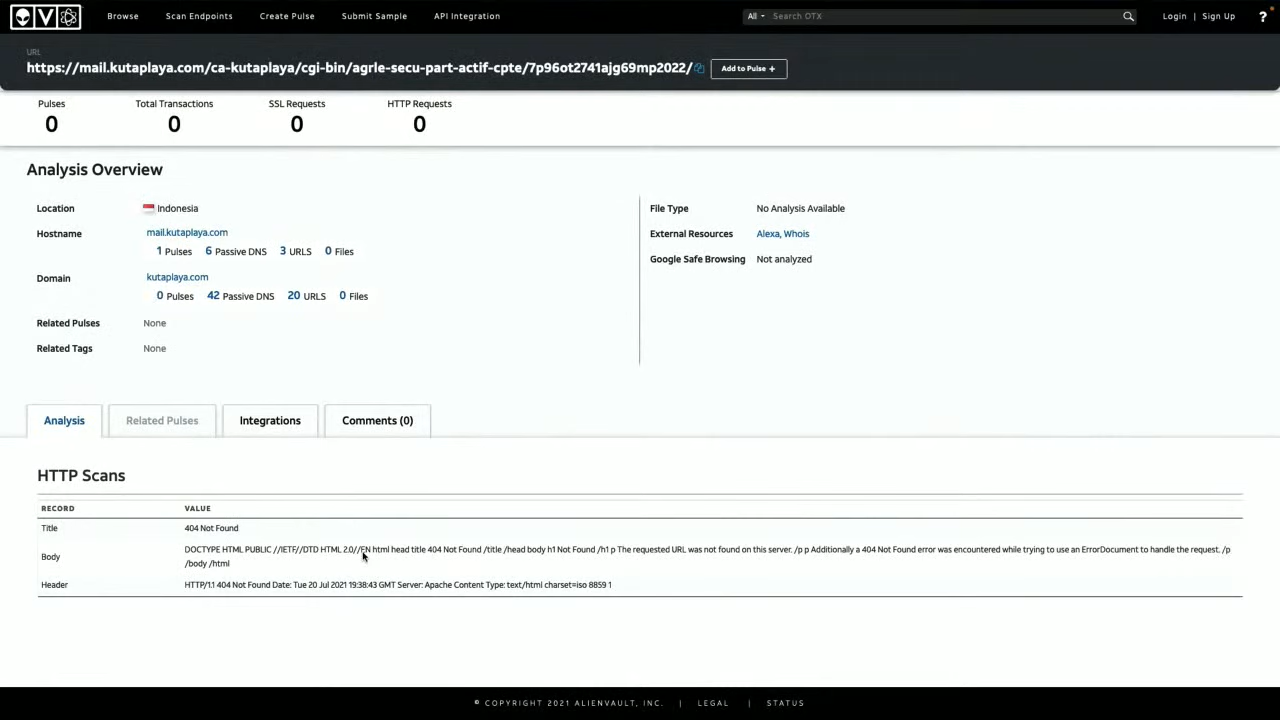 Browse Scan Endpoints Create Pulse Submit Sample API Integration All Search OTX Login | Sign Up ?
URL
https://mail.kutaplaya.com/ca-kutaplaya/cgi-bin/agrle-secu-part-actif-cpte/7p96ot2741ajg69mp2022/ Add to Pulse +
Pulses Total Transactions SSL Requests HTTP Requests
0 0 0 0
Analysis Overview
Location Indonesia
Hostname mail.kutaplaya.com
1 Pulses 6 Passive DNS 3 URLS 0 Files
Domain kutaplaya.com
0 Pulses 42 Passive DNS 20 URLS 0 Files
Related Pulses None
Related Tags None
File Type No Analysis Available
External Resources Alexa, Whois
Google Safe Browsing Not analyzed
Analysis Related Pulses Integrations Comments (0)
HTTP Scans
RECORD VALUE
Title 404 Not Found
Body DOCTYPE HTML PUBLIC //IETF//DTD HTML 2.0//EN html head title 404 Not Found /title /head body h1 Not Found /h1 p The requested URL was not found on this server. /p p Additionally a 404 Not Found error was encountered while trying to use an ErrorDocument to handle the request. /p
/body /html
Header HTTP/1.1 404 Not Found Date: Tue 20 Jul 2021 19:38:43 GMT Server: Apache Content Type: text/html charset=iso 8859 1
© COPYRIGHT 2021 ALIENVAULT, INC. | LEGAL | STATUS